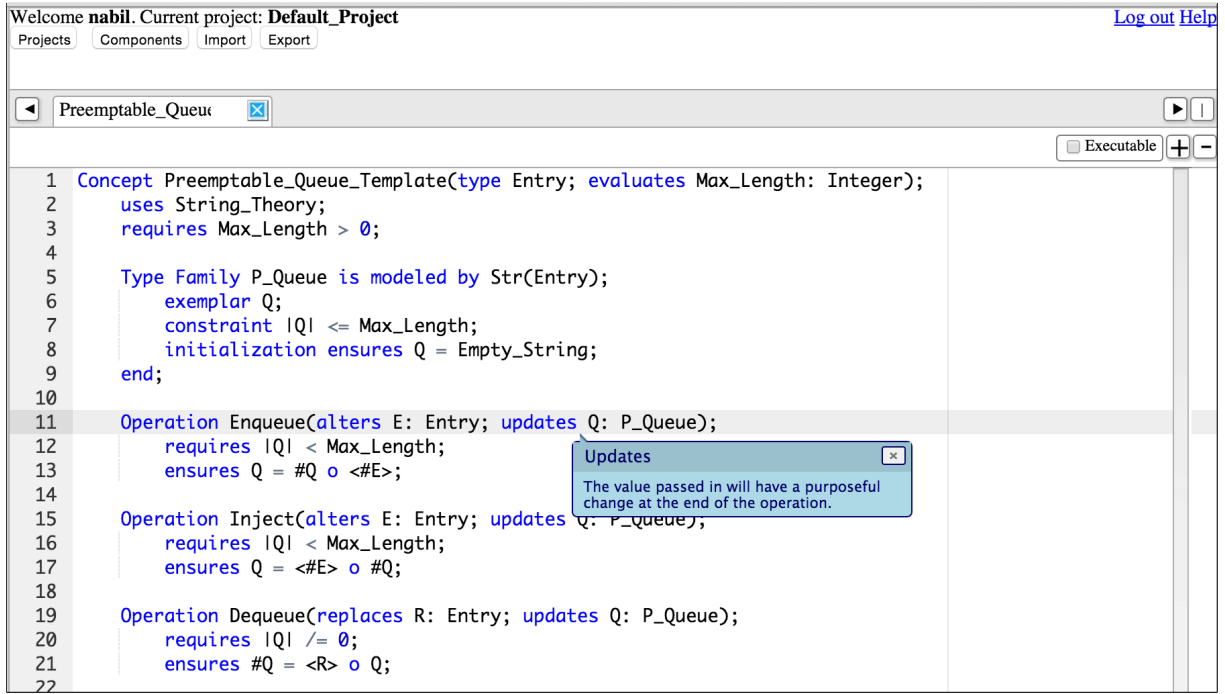 Welcome nabil. Current project: Default_Project
Log out Help
Projects Components Import Export
Preemptable_Queue
Executable
1 Concept Preemptable_Queue_Template(type Entry; evaluates Max_Length: Integer);
2 uses String_Theory;
3 requires Max_Length > 0;
4
5 Type Family P_Queue is modeled by Str(Entry);
6 exemplar Q;
7 constraint |Q| <= Max_Length;
8 initialization ensures Q = Empty_String;
9 end;
10
11 Operation Enqueue(alters E: Entry; updates Q: P_Queue);
12 requires |Q| < Max_Length;
13 ensures Q = #Q o <#E>;
14
Updates
The value passed in will have a purposeful
change at the end of the operation.
15 Operation Inject(alters E: Entry; updates Q: P_Queue);
16 requires |Q| < Max_Length;
17 ensures Q = <#E> o #Q;
18
19 Operation Dequeue(replaces R: Entry; updates Q: P_Queue);
20 requires |Q| /= 0;
21 ensures #Q = <R> o Q;
22